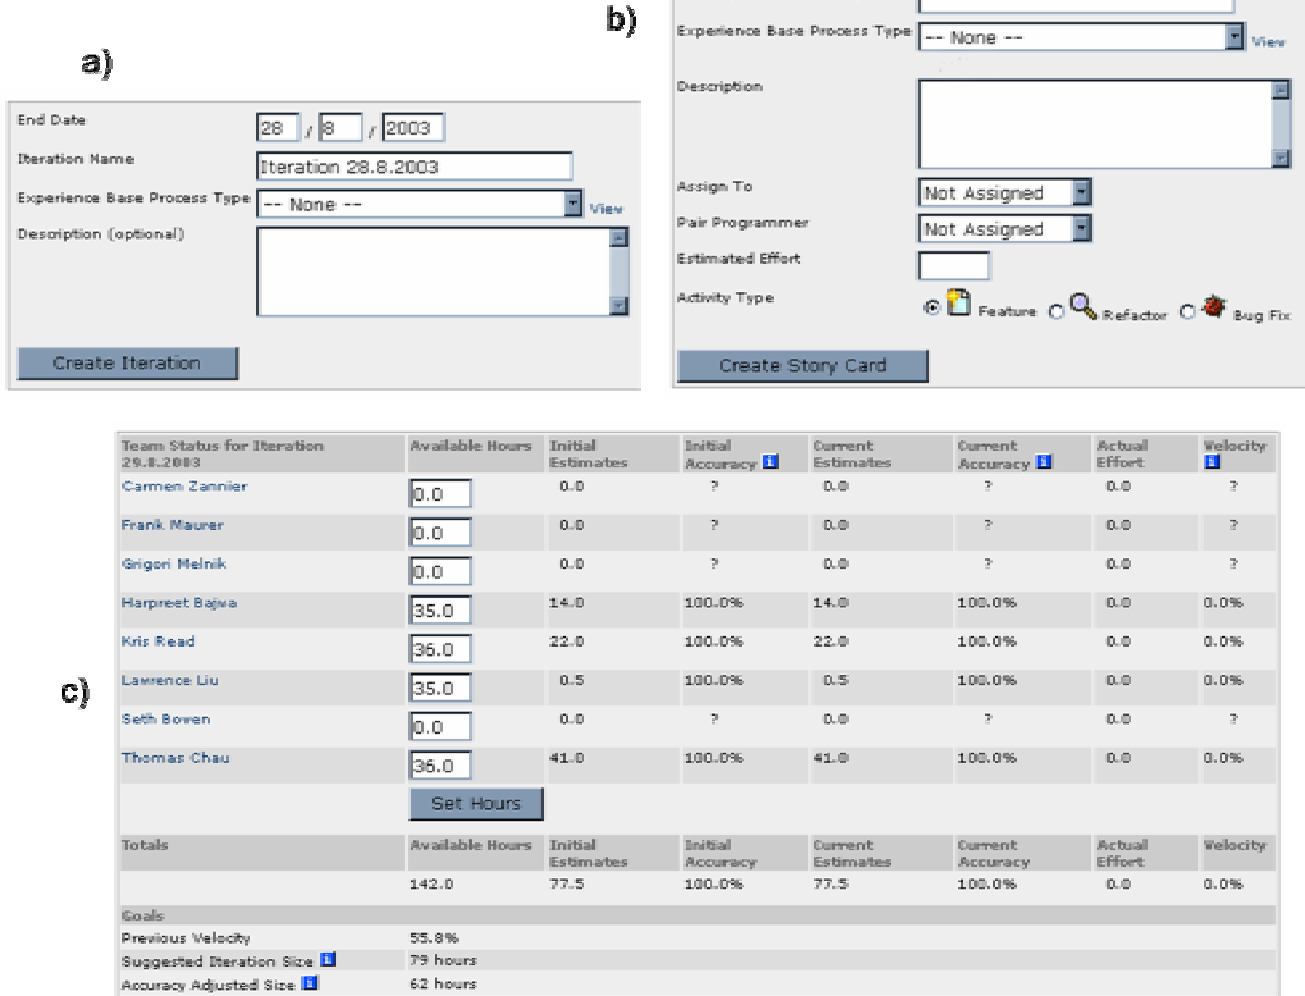 a)
End Date 28 / 8 / 2003
Iteration Name Iteration 28.8.2003
Experience Base Process Type -- None -- View
Description (optional)
Create Iteration
b)
Experience Base Process Type -- None -- View
Description
Assign To Not Assigned
Pair Programmer Not Assigned
Estimated Effort
Activity Type Feature Refactor Bug Fix
Create Story Card
c)
Team Status for Iteration Available Hours Initial Initial Current Current Actual Velocity
29.8.2003 Estimates Accuracy i Estimates Accuracy i Effort i
Carmen Zannier 0.0 0.0 ? 0.0 ? 0.0 ?
Frank Maurer 0.0 0.0 ? 0.0 ? 0.0 ?
Grigori Melnik 0.0 0.0 ? 0.0 ? 0.0 ?
Harpreet Bajwa 35.0 14.0 100.0% 14.0 100.0% 0.0 0.0%
Kris Read 36.0 22.0 100.0% 22.0 100.0% 0.0 0.0%
Lawrence Liu 35.0 0.5 100.0% 0.5 100.0% 0.0 0.0%
Seth Bowen 0.0 0.0 ? 0.0 ? 0.0 ?
Thomas Chau 36.0 41.0 100.0% 41.0 100.0% 0.0 0.0%
Set Hours
Totals Available Hours Initial Initial Current Current Actual Velocity
Estimates Accuracy Estimates Accuracy Effort
142.0 77.5 100.0% 77.5 100.0% 0.0 0.0%
Goals
Previous Velocity 55.8%
Suggested Iteration Size i 79 hours
Accuracy Adjusted Size i 62 hours